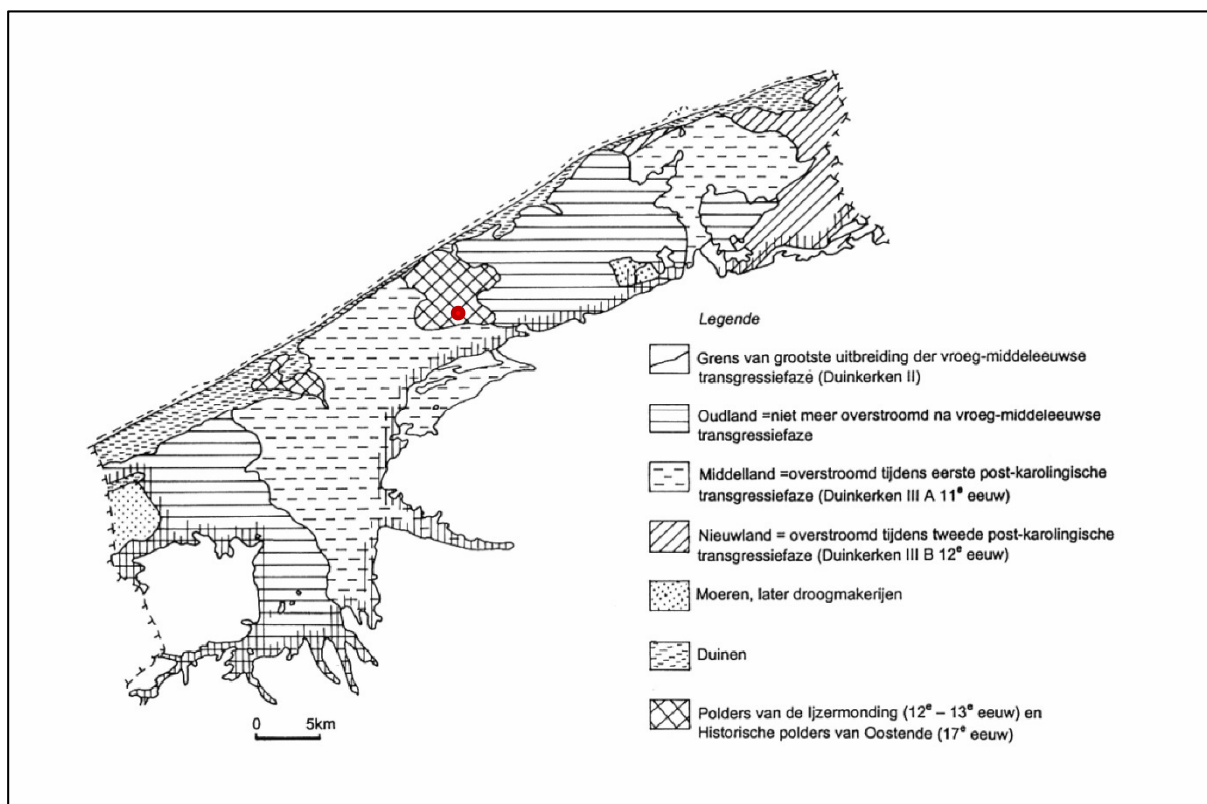 Legende
Grens van grootste uitbreiding der vroeg-middeleeuwse
transgressiefaze (Duinkerken II)
Oudland =niet meer overstroomd na vroeg-middeleeuwse
transgressiefaze
Middelland =overstroomd tijdens eerste post-karolingische
transgressiefaze (Duinkerken III A 11e eeuw)
Nieuwland = overstroomd tijdens tweede post-karolingische
transgressiefaze (Duinkerken III B 12e eeuw)
Moeren, later droogmakerijen
Duinen
Polders van de Ijzermonding (12e – 13e eeuw) en
Historische polders van Oostende (17e eeuw)
0 5km